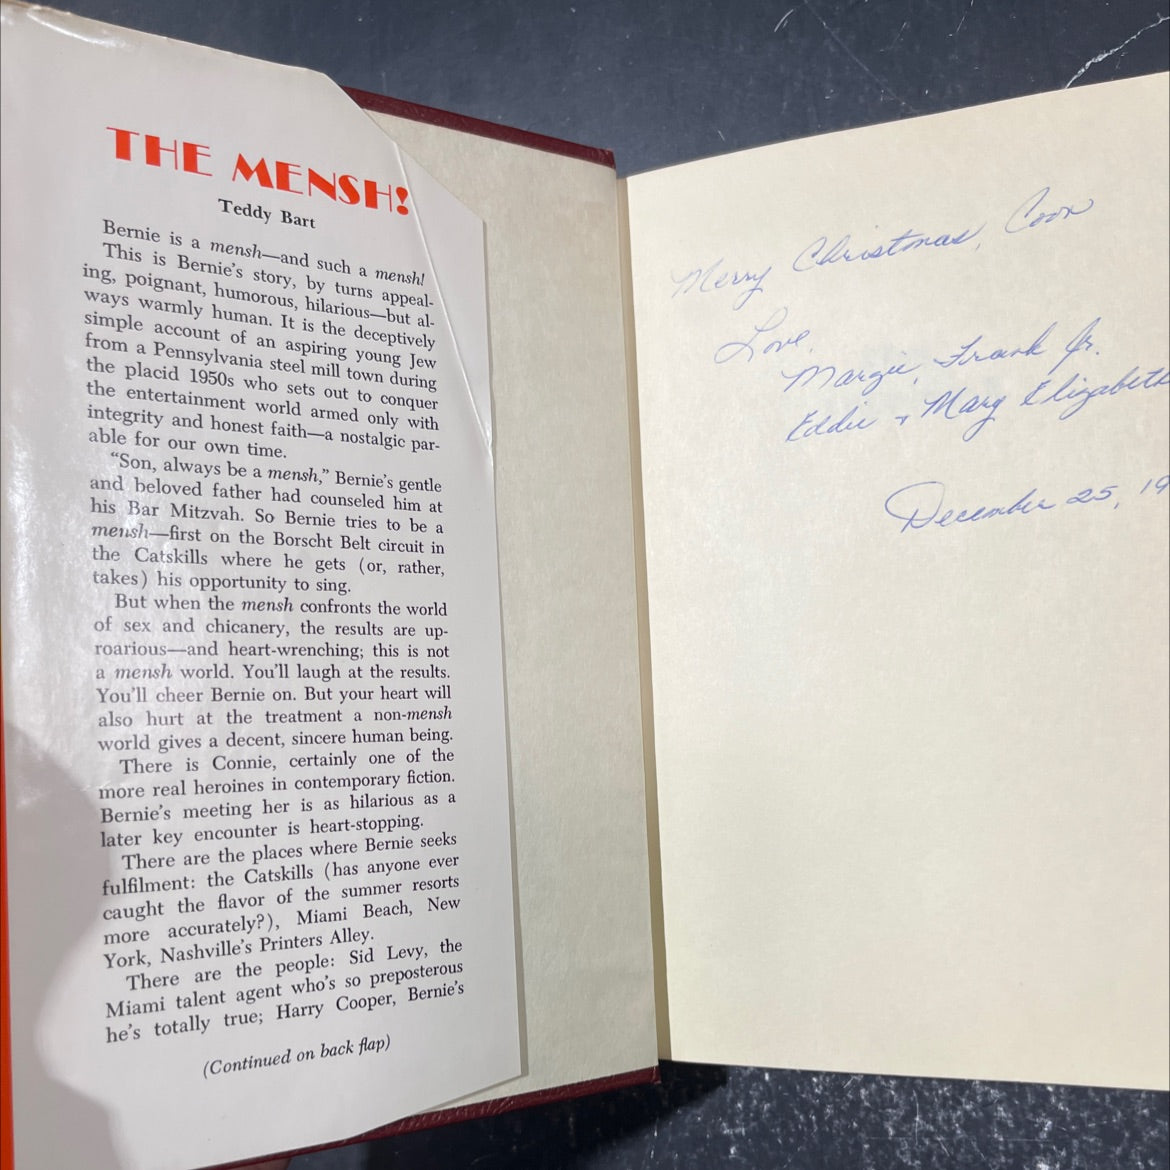 THE MENSH!
Teddy Bart
Bernie is a mensh—and such a mensh!
This is Bernie's story, by turns appeal-
ing, poignant, humorous, hilarious—but al-
ways warmly human. It is the deceptively
simple account of an aspiring young Jew
from a Pennsylvania steel mill town during
the placid 1950s who sets out to conquer
the entertainment world armed only with
integrity and honest faith—a nostalgic par-
able for our own time.
"Son, always be a mensh," Bernie's gentle
and beloved father had counseled him at
his Bar Mitzvah. So Bernie tries to be a
mensh—first on the Borscht Belt circuit in
the Catskills where he gets (or, rather,
takes) his opportunity to sing.
But when the mensh confronts the world
of sex and chicanery, the results are up-
roarious—and heart-wrenching; this is not
a mensh world. You'll laugh at the results.
You'll cheer Bernie on. But your heart will
also hurt at the treatment a non-mensh
world gives a decent, sincere human being.
There is Connie, certainly one of the
more real heroines in contemporary fiction.
Bernie's meeting her is as hilarious as a
later key encounter is heart-stopping.
There are the places where Bernie seeks
fulfilment: the Catskills (has anyone ever
caught the flavor of the summer resorts
more accurately?), Miami Beach, New
York, Nashville's Printers Alley.
There are the people: Sid Levy, the
Miami talent agent who's so preposterous
he's totally true; Harry Cooper, Bernie's
(Continued on back flap)
Merry Christmas, Coon
Love,
Margie, Frank Jr.
Eddie + Mary Elizabeth
December 25, 19